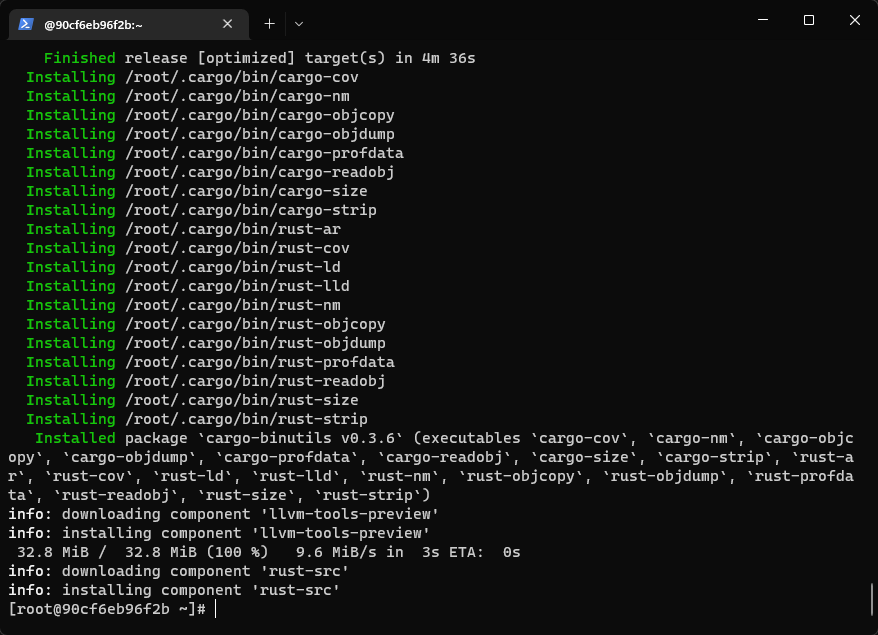 @90cf6eb96f2b:~
Finished release [optimized] target(s) in 4m 36s
Installing /root/.cargo/bin/cargo-cov
Installing /root/.cargo/bin/cargo-nm
Installing /root/.cargo/bin/cargo-objcopy
Installing /root/.cargo/bin/cargo-objdump
Installing /root/.cargo/bin/cargo-profdata
Installing /root/.cargo/bin/cargo-readobj
Installing /root/.cargo/bin/cargo-size
Installing /root/.cargo/bin/cargo-strip
Installing /root/.cargo/bin/rust-ar
Installing /root/.cargo/bin/rust-cov
Installing /root/.cargo/bin/rust-ld
Installing /root/.cargo/bin/rust-lld
Installing /root/.cargo/bin/rust-nm
Installing /root/.cargo/bin/rust-objcopy
Installing /root/.cargo/bin/rust-objdump
Installing /root/.cargo/bin/rust-profdata
Installing /root/.cargo/bin/rust-readobj
Installing /root/.cargo/bin/rust-size
Installing /root/.cargo/bin/rust-strip
Installed package `cargo-binutils v0.3.6` (executables `cargo-cov`, `cargo-nm`, `cargo-objc
opy`, `cargo-objdump`, `cargo-profdata`, `cargo-readobj`, `cargo-size`, `cargo-strip`, `rust-a
r`, `rust-cov`, `rust-ld`, `rust-lld`, `rust-nm`, `rust-objcopy`, `rust-objdump`, `rust-profda
ta`, `rust-readobj`, `rust-size`, `rust-strip`)
info: downloading component 'llvm-tools-preview'
info: installing component 'llvm-tools-preview'
32.8 MiB / 32.8 MiB (100 %) 9.6 MiB/s in 3s ETA: 0s
info: downloading component 'rust-src'
info: installing component 'rust-src'
[root@90cf6eb96f2b ~]#